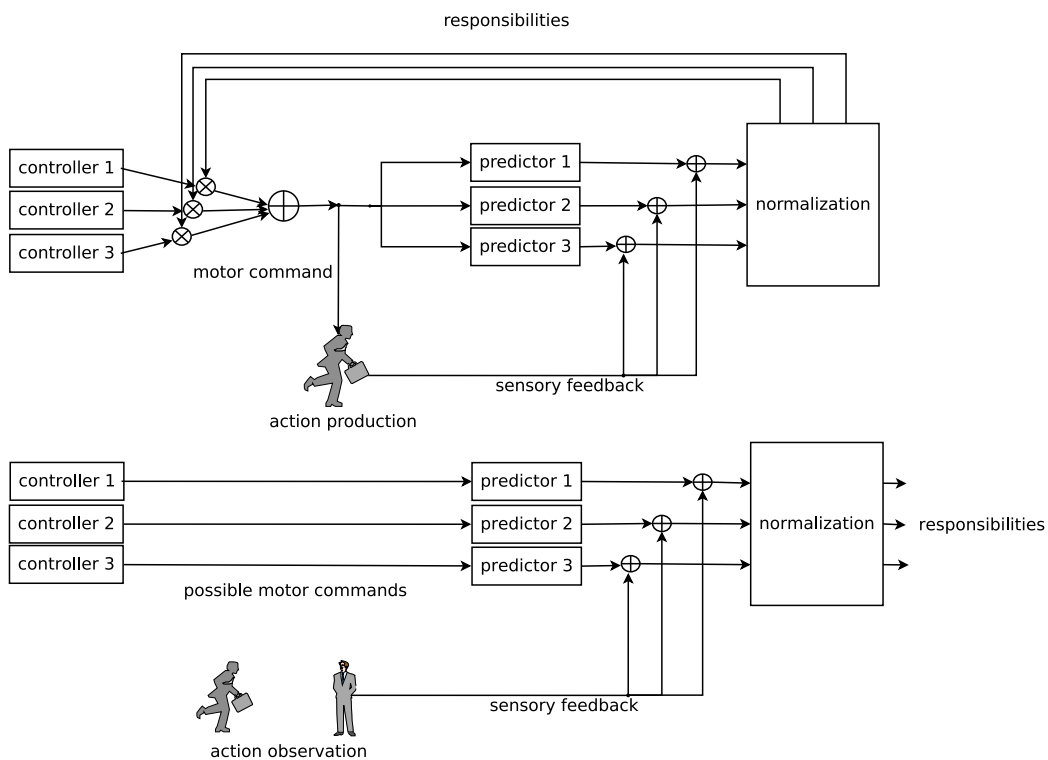 responsibilities
controller 1
controller 2
controller 3
motor command
predictor 1
predictor 2
predictor 3
normalization
sensory feedback
action production
controller 1
controller 2
controller 3
possible motor commands
predictor 1
predictor 2
predictor 3
normalization
responsibilities
sensory feedback
action observation